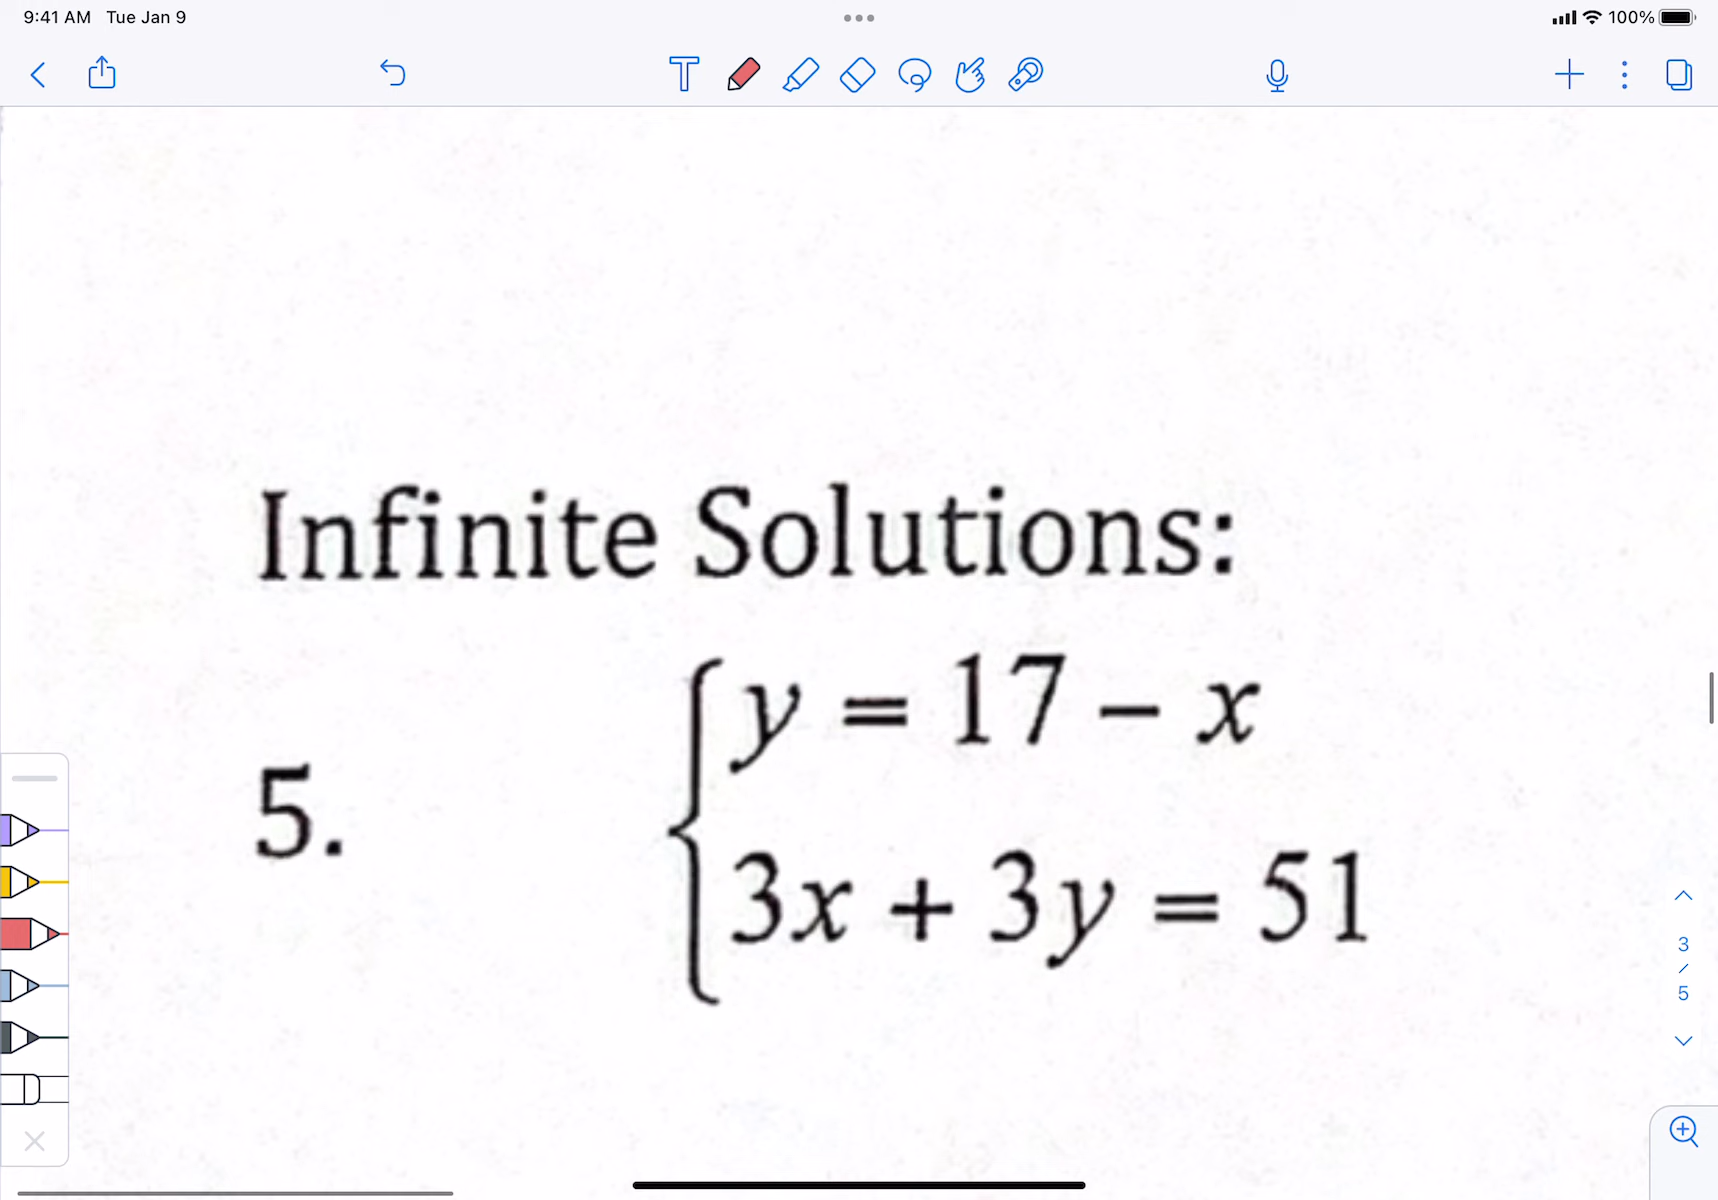 9:41 AM Tue Jan 9
100%
T
Infinite Solutions:
5.
y = 17 − x
3x + 3y = 51
3
/
5